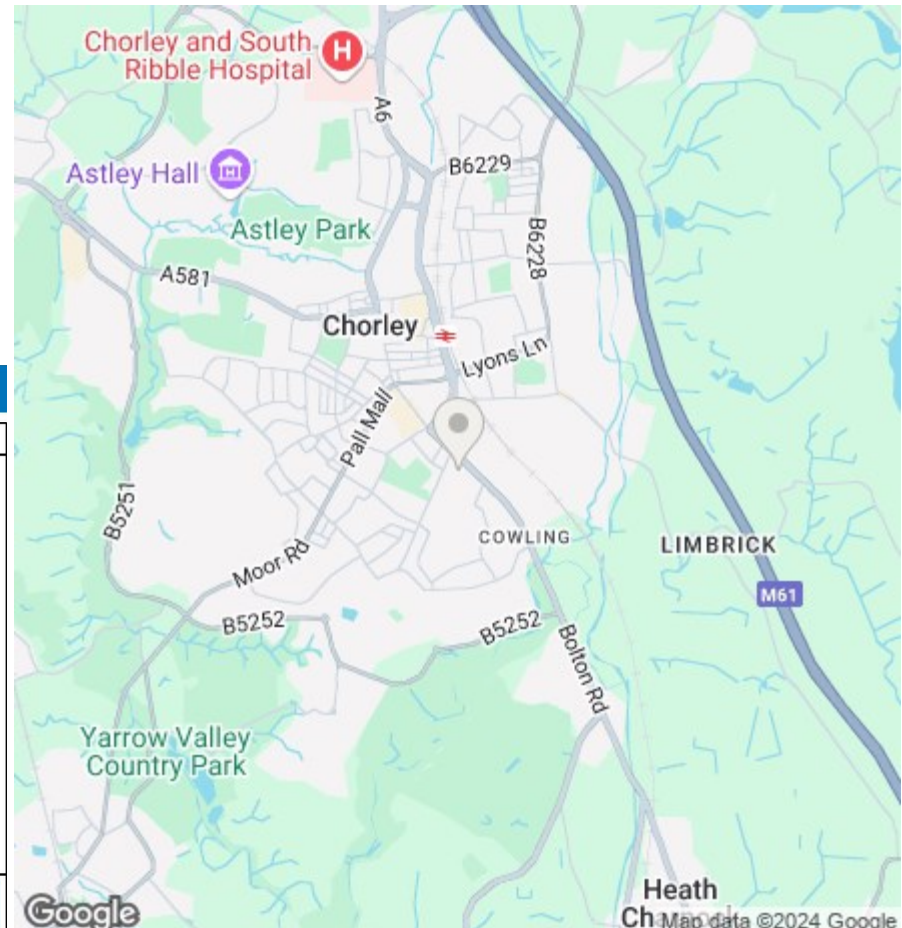 Chorley and South
Ribble Hospital
H
A6
B6229
Astley Hall
Astley Park
B6228
A581
Chorley
Lyons Ln
Pall Mall
B5251
COWLING
LIMBRICK
Moor Rd
M61
B5252
B5252
Bolton Rd
Yarrow Valley
Country Park
Heath
Google
Map data ©2024 Google